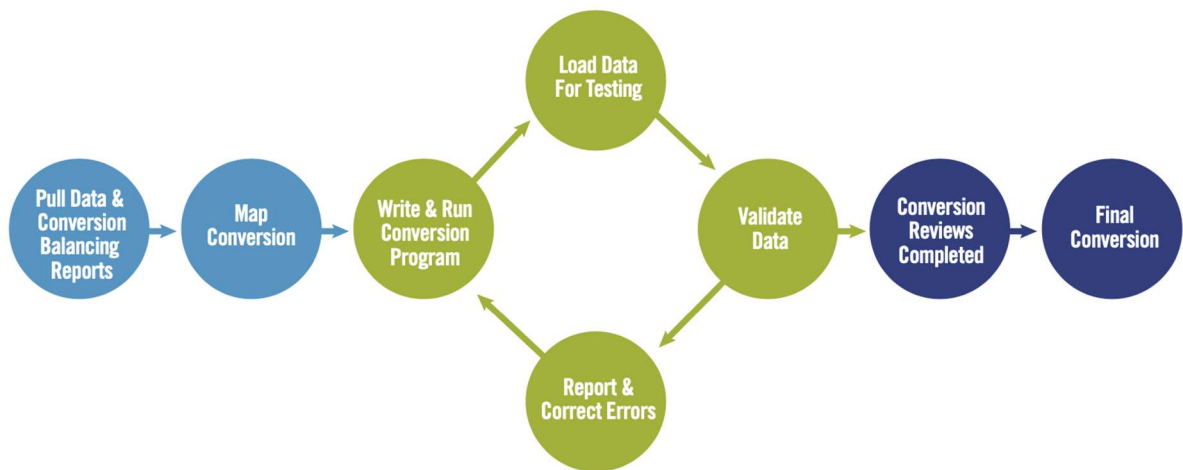 Pull Data &
Conversion
Balancing
Reports
Map
Conversion
Write & Run
Conversion
Program
Load Data
For Testing
Validate
Data
Report &
Correct Errors
Conversion
Reviews
Completed
Final
Conversion